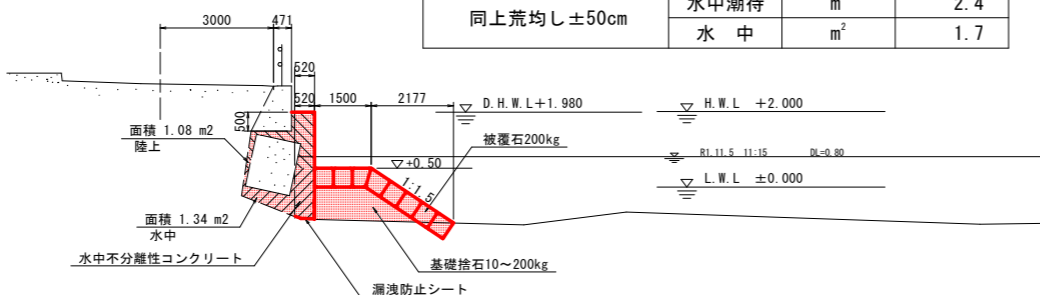 同上荒均し±50cm
水中潮待
m
2.4
水 中
m²
1.7
3000
471
520
520
1500
2177
500
D.H.W.L+1.980
H.W.L +2.000
面積 1.08 m2
陸上
被覆石200kg
+0.50
R1.11.5 11:15
DL=0.80
1:1.5
L.W.L ±0.000
面積 1.34 m2
水中
水中不分離性コンクリート
基礎捨石10～200kg
漏洩防止シート